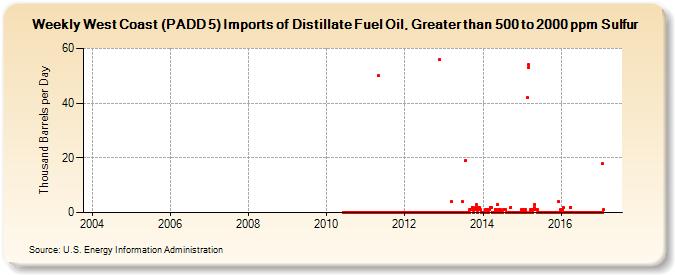 Weekly West Coast (PADD 5) Imports of Distillate Fuel Oil, Greater than 500 to 2000 ppm Sulfur
Thousand Barrels per Day
60
40
20
0
2004 2006 2008 2010 2012 2014 2016
Source: U.S. Energy Information Administration